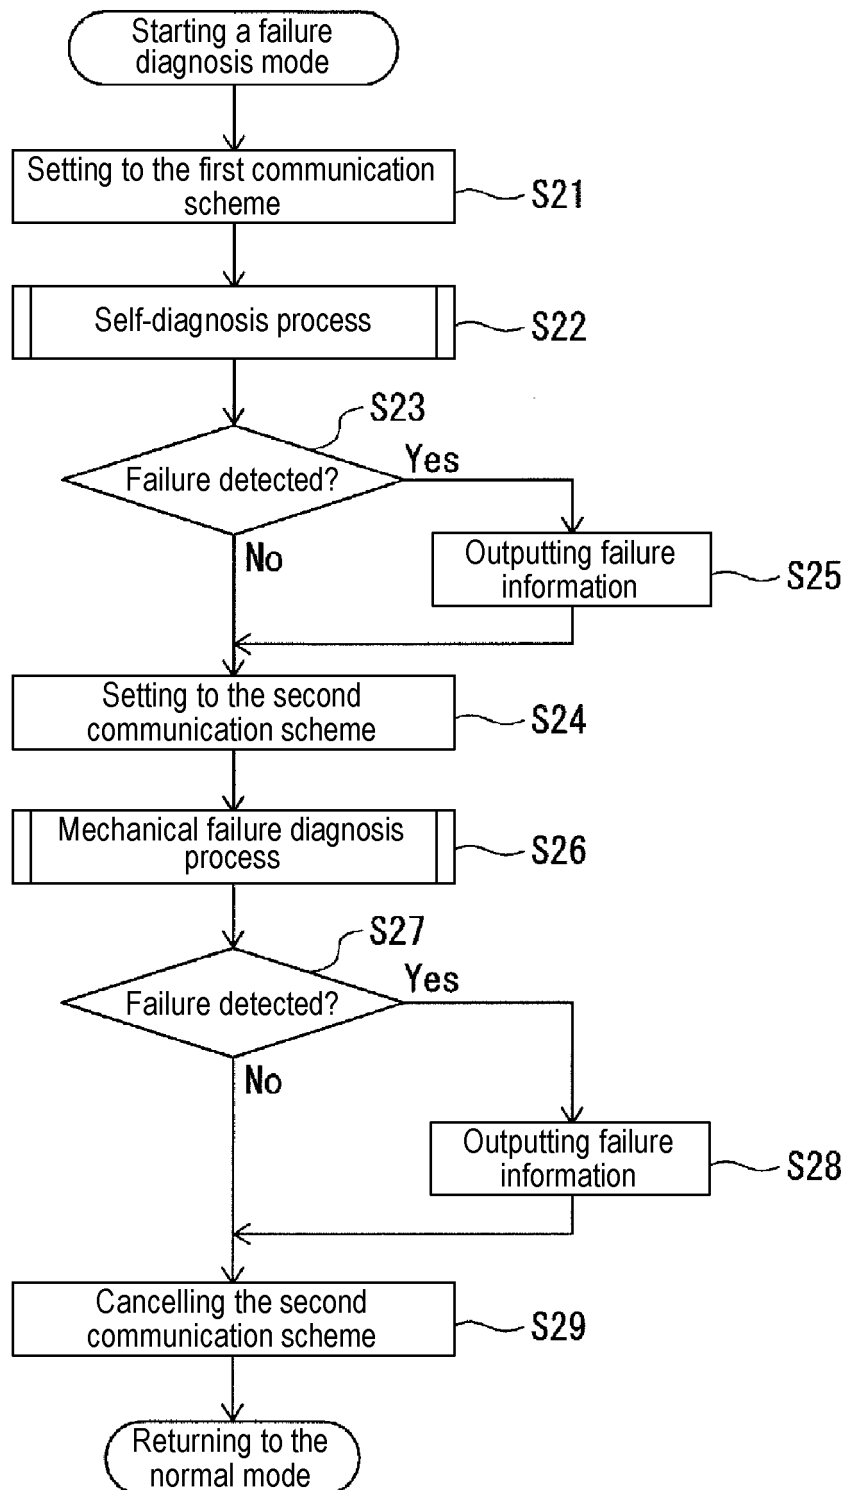 Starting a failure
diagnosis mode
Setting to the first communication
scheme
S21
Self-diagnosis process
S22
S23
Failure detected?
Yes
No
Outputting failure
information
S25
Setting to the second
communication scheme
S24
Mechanical failure diagnosis
process
S26
S27
Failure detected?
Yes
No
Outputting failure
information
S28
Cancelling the second
communication scheme
S29
Returning to the
normal mode